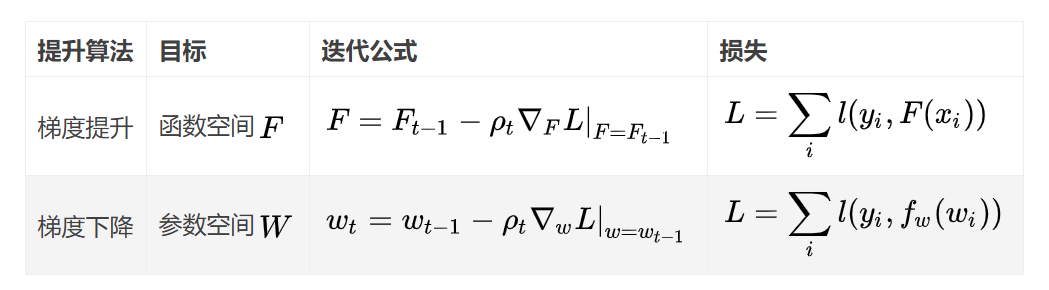 提升算法 目标 迭代公式 损失
梯度提升 函数空间 F F = F_{t−1} − ρ_t∇_F L|_{F=F_{t−1}} L = ∑_i l(y_i, F(x_i))
梯度下降 参数空间 W w_t = w_{t−1} − ρ_t∇_w L|_{w=w_{t−1}} L = ∑_i l(y_i, f_w(w_i))